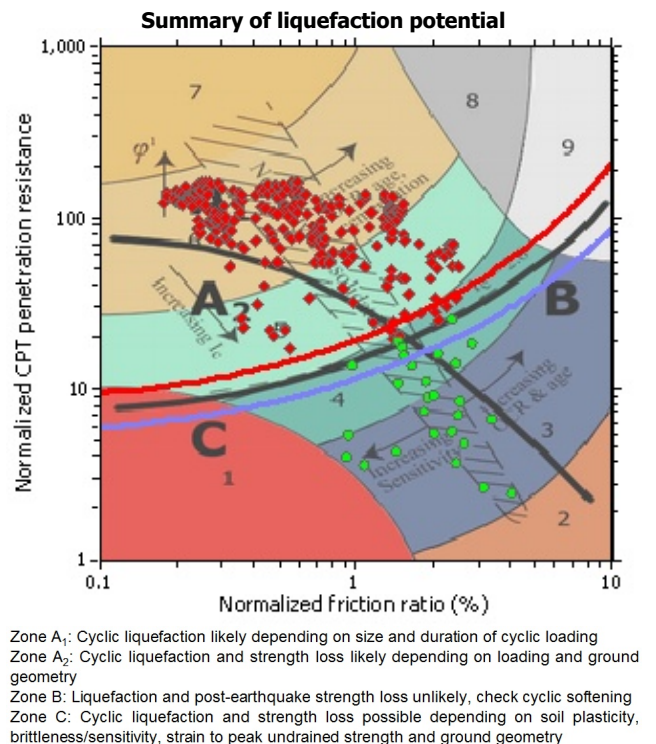 Summary of liquefaction potential
1,000
7
8
9
φ'
Increasing
age,
100
A2
Increasing Ic
B
10
4
C
Increasing
& age
Increasing
Sensitivity
3
1
2
1
0.1
1
10
Normalized CPT penetration resistance
Normalized friction ratio (%)
Zone A1: Cyclic liquefaction likely depending on size and duration of cyclic loading
Zone A2: Cyclic liquefaction and strength loss likely depending on loading and ground
geometry
Zone B: Liquefaction and post-earthquake strength loss unlikely, check cyclic softening
Zone C: Cyclic liquefaction and strength loss possible depending on soil plasticity,
brittleness/sensitivity, strain to peak undrained strength and ground geometry